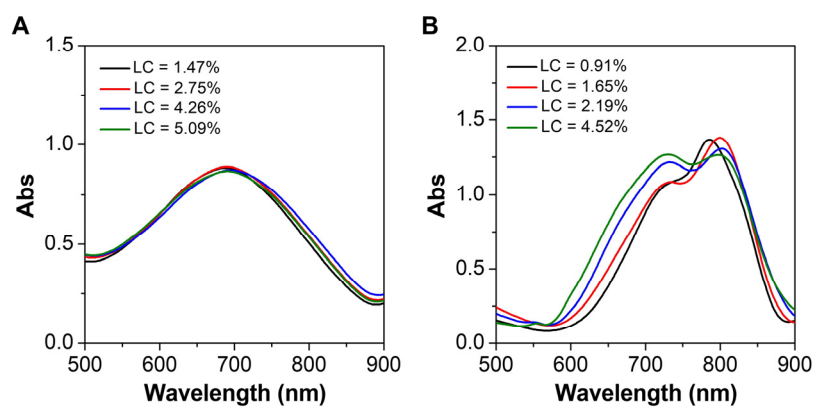 A
1.5
LC = 1.47%
LC = 2.75%
LC = 4.26%
LC = 5.09%
1.0
0.5
0.0
Abs
500 600 700 800 900
Wavelength (nm)
B
2.0
LC = 0.91%
LC = 1.65%
LC = 2.19%
LC = 4.52%
1.5
1.0
0.5
0.0
Abs
500 600 700 800 900
Wavelength (nm)